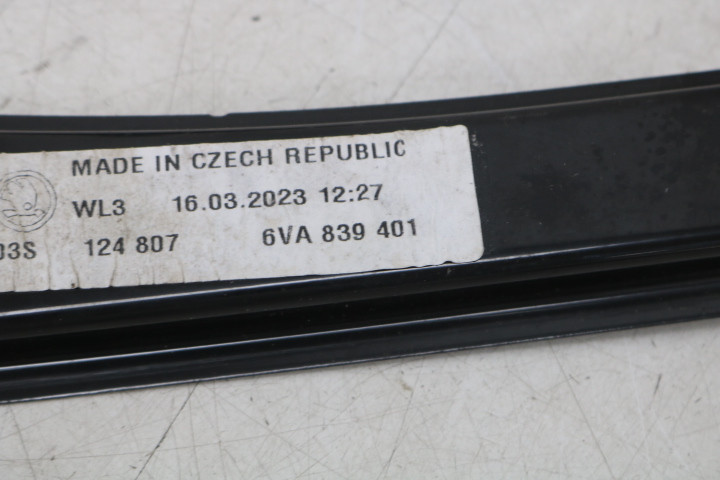 MADE IN CZECH REPUBLIC
WL3 16.03.2023 12:27
03S 124 807 6VA 839 401